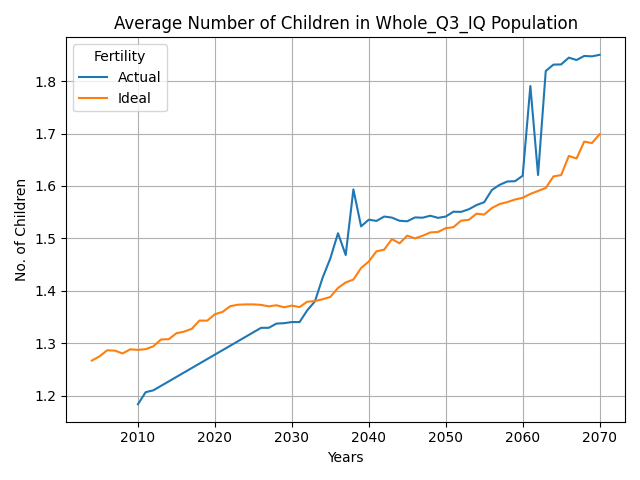 Average Number of Children in Whole_Q3_IQ Population
Fertility
Actual
Ideal
No. of Children
1.8
1.7
1.6
1.5
1.4
1.3
1.2
2010 2020 2030 2040 2050 2060 2070
Years